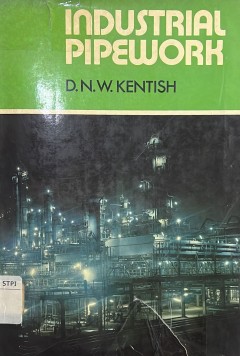 INDUSTRIAL
PIPEWORK
D.N.W. KENTISH
STPI